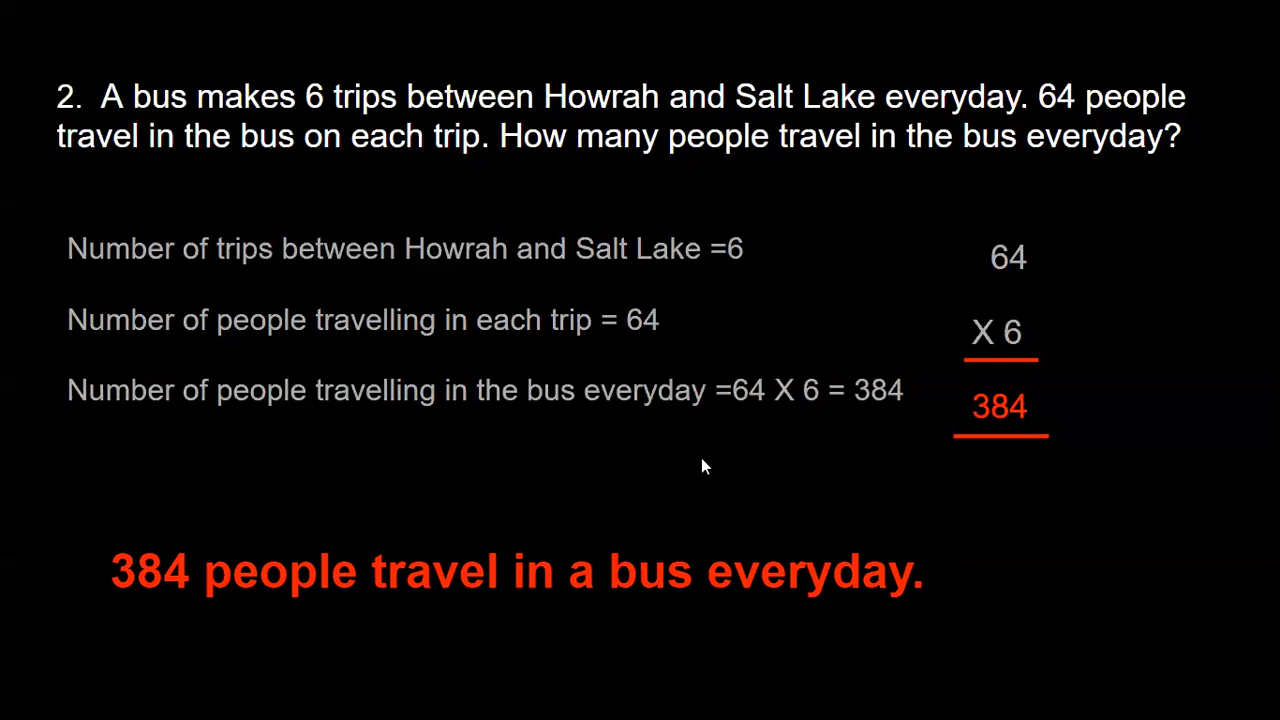 2.  A bus makes 6 trips between Howrah and Salt Lake everyday. 64 people
travel in the bus on each trip. How many people travel in the bus everyday?
Number of trips between Howrah and Salt Lake =6
Number of people travelling in each trip = 64
Number of people travelling in the bus everyday =64 X 6 = 384
64
X 6
384
384 people travel in a bus everyday.